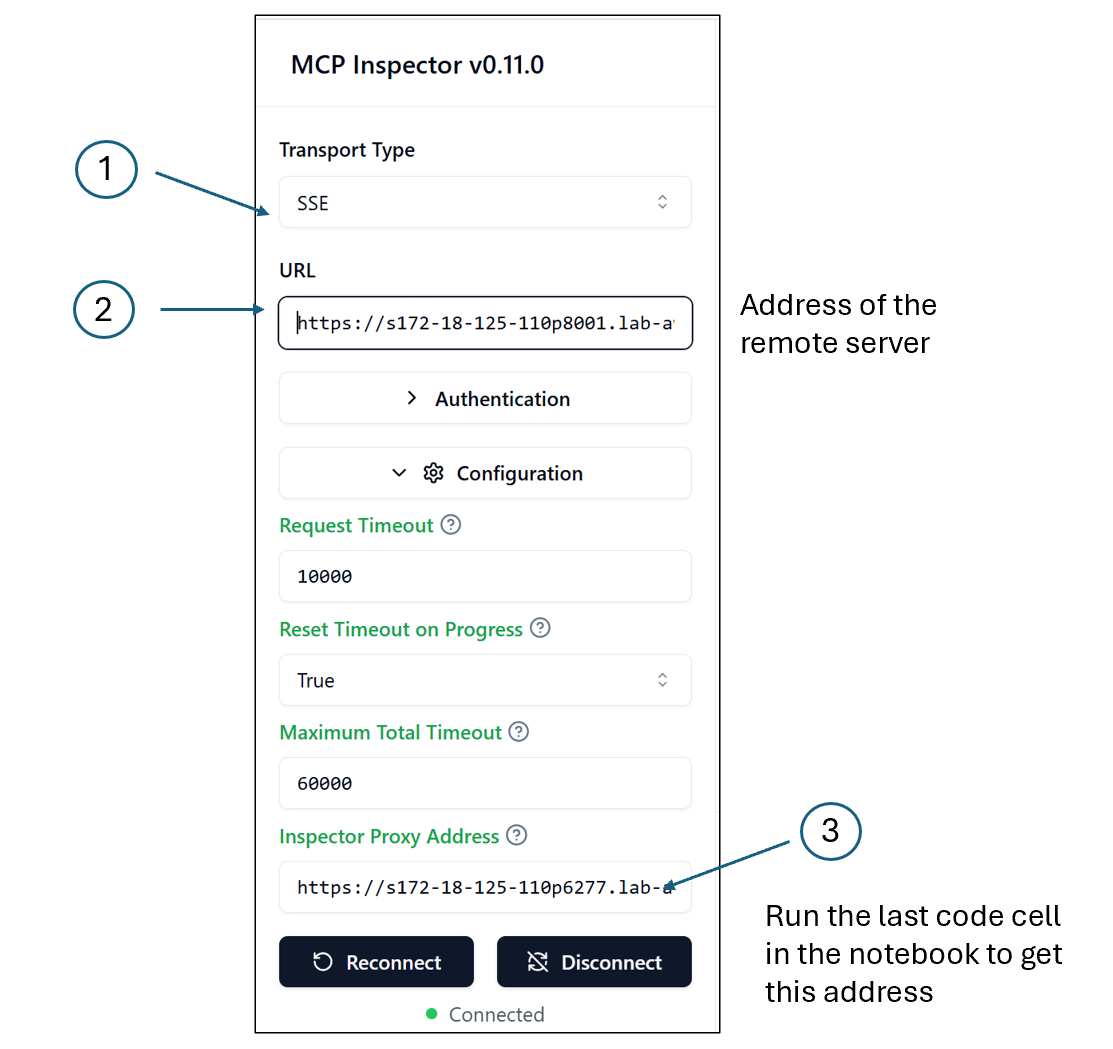 MCP Inspector v0.11.0
Transport Type
1
SSE
URL
2
https://s172-18-125-110p8001.lab-a
Address of the
remote server
Authentication
Configuration
Request Timeout
10000
Reset Timeout on Progress
True
Maximum Total Timeout
60000
Inspector Proxy Address
3
https://s172-18-125-110p6277.lab-a
Run the last code cell
in the notebook to get
this address
Reconnect
Disconnect
Connected